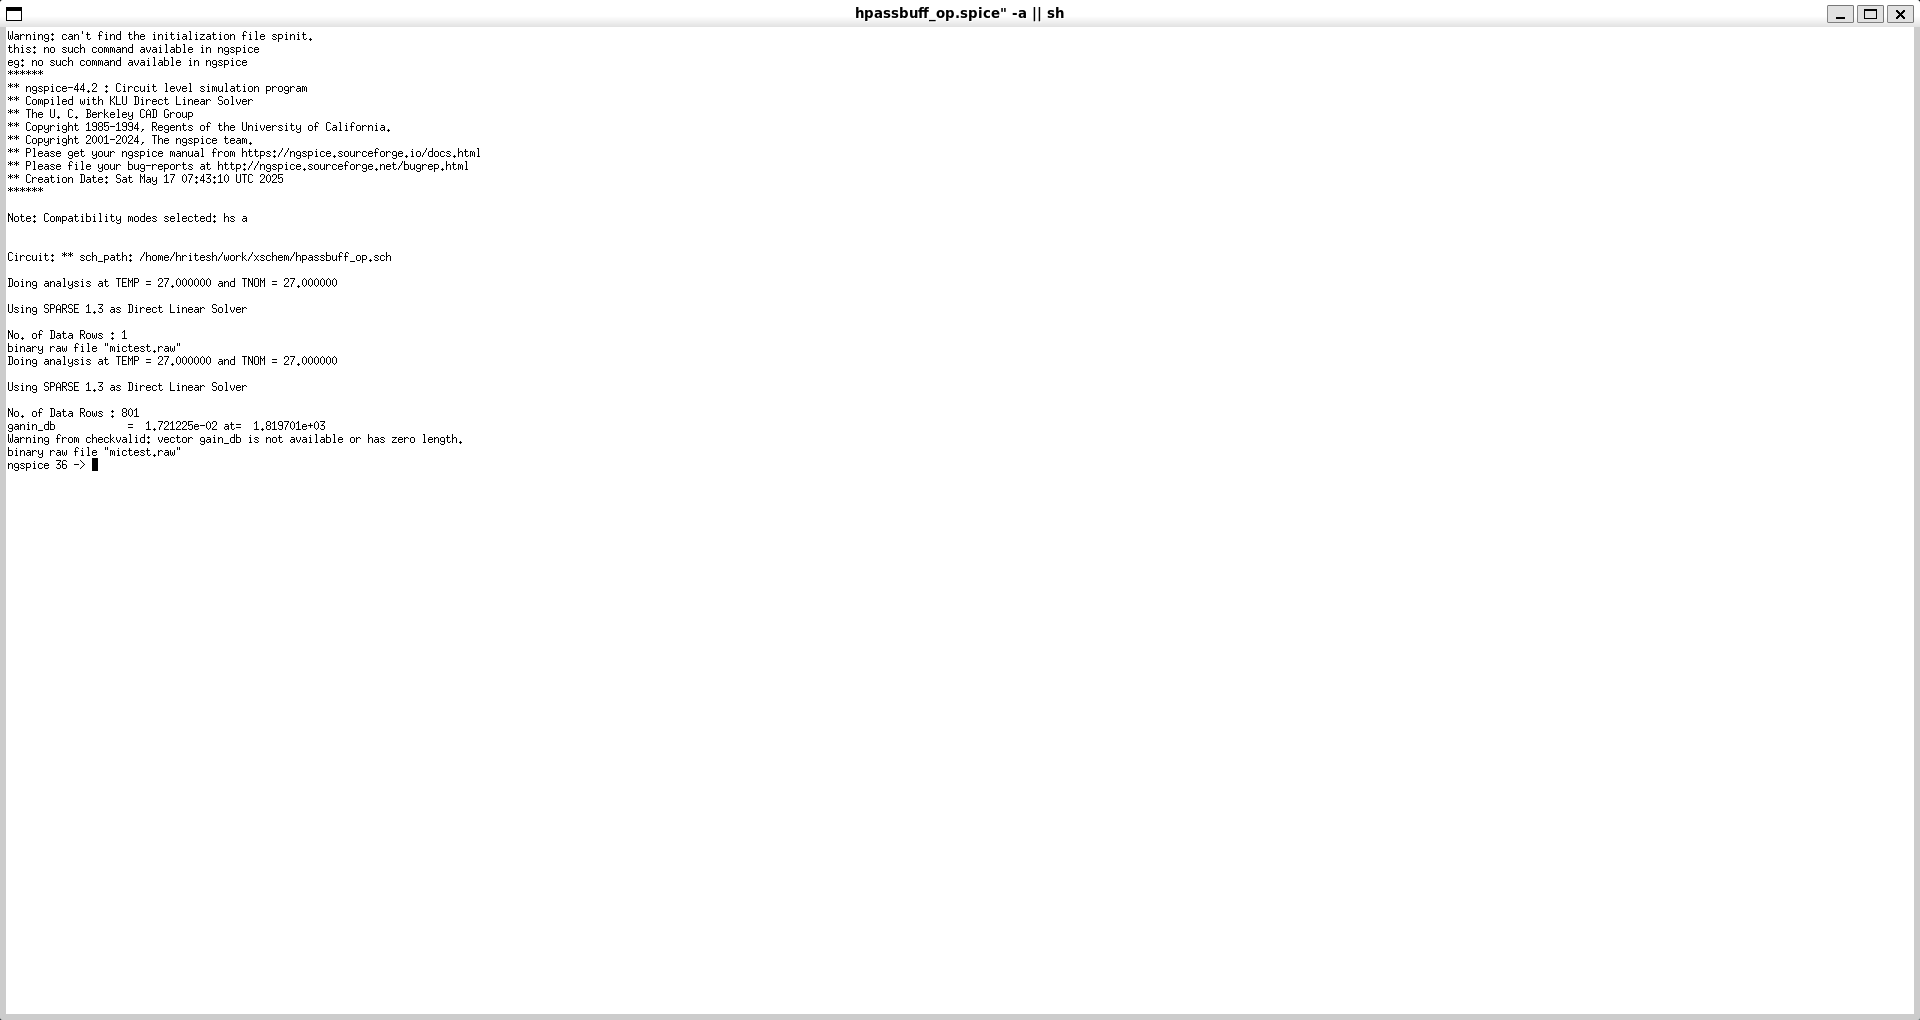 hpassbuff_op.spice" -a || sh
Warning: can't find the initialization file spinit.
this: no such command available in ngspice
eg: no such command available in ngspice
******
** ngspice-44.2 : Circuit level simulation program
** Compiled with KLU Direct Linear Solver
** The U. C. Berkeley CAD Group
** Copyright 1985-1994, Regents of the University of California.
** Copyright 2001-2024, The ngspice team.
** Please get your ngspice manual from https://ngspice.sourceforge.io/docs.html
** Please file your bug-reports at http://ngspice.sourceforge.net/bugrep.html
** Creation Date: Sat May 17 07:43:10 UTC 2025
******
Note: Compatibility modes selected: hs a
Circuit: ** sch_path: /home/hritesh/work/xschem/hpassbuff_op.sch
Doing analysis at TEMP = 27.000000 and TNOM = 27.000000
Using SPARSE 1.3 as Direct Linear Solver
No. of Data Rows : 1
binary raw file "mictest.raw"
Doing analysis at TEMP = 27.000000 and TNOM = 27.000000
Using SPARSE 1.3 as Direct Linear Solver
No. of Data Rows : 801
ganin_db            =  1.721225e-02 at=  1.819701e+03
Warning from checkvalid: vector gain_db is not available or has zero length.
binary raw file "mictest.raw"
ngspice 36 ->